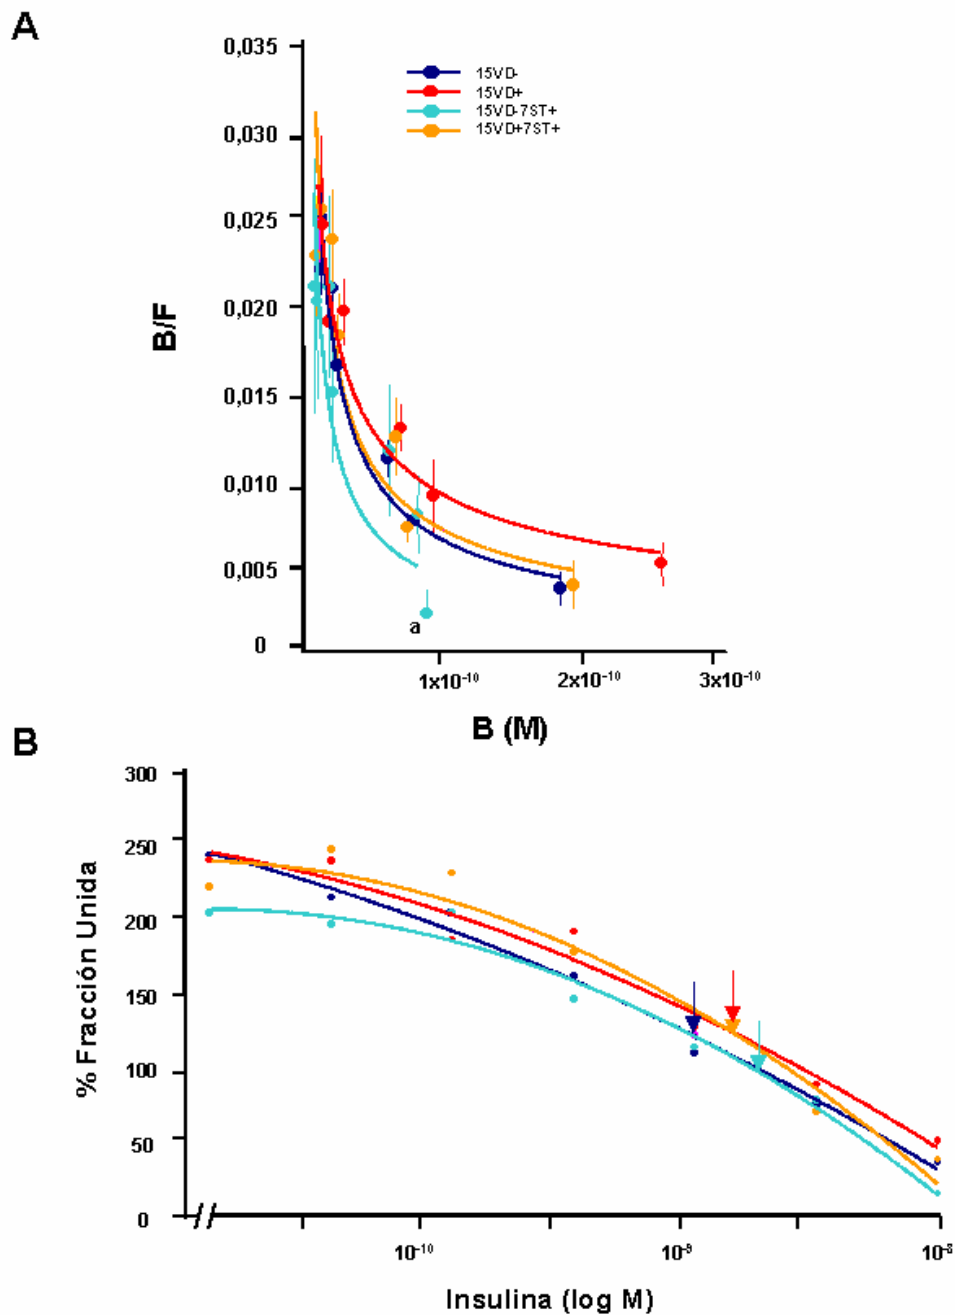 A
0,035
0,030
0,025
0,020
0,015
0,010
0,005
0
B/F
15VD-
15VD+
15VD-7ST+
15VD+7ST+
a
1x10⁻¹⁰
2x10⁻¹⁰
3x10⁻¹⁰
B (M)
B
300
250
200
150
100
50
0
% Fracción Unida
10⁻¹⁰
10⁻⁹
10⁻⁸
Insulina (log M)